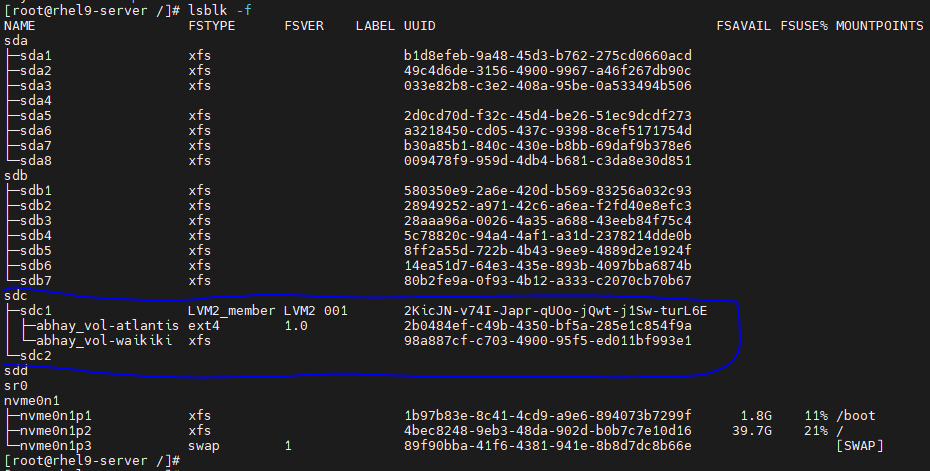 [root@rhel9-server /]# lsblk -f
NAME FSTYPE FSVER LABEL UUID FSAVAIL FSUSE% MOUNTPOINTS
sda
├─sda1 xfs b1d8efeb-9a48-45d3-b762-275cd0660acd
├─sda2 xfs 49c4d6de-3156-4900-9967-a46f267db90c
├─sda3 xfs 033e82b8-c3e2-408a-95be-0a533494b506
├─sda4
├─sda5 xfs 2d0cd70d-f32c-45d4-be26-51ec9dcdf273
├─sda6 xfs a3218450-cd05-437c-9398-8cef5171754d
├─sda7 xfs b30a85b1-840c-430e-b8bb-69daf9b378e6
└─sda8 xfs 009478f9-959d-4db4-b681-c3da8e30d851
sdb
├─sdb1 xfs 580350e9-2a6e-420d-b569-83256a032c93
├─sdb2 xfs 28949252-a971-42c6-a6ea-f2fd40e8efc3
├─sdb3 xfs 28aaa96a-0026-4a35-a688-43eeb84f75c4
├─sdb4 xfs 5c78820c-94a4-4af1-a31d-2378214dde0b
├─sdb5 xfs 8ff2a55d-722b-4b43-9ee9-4889d2e1924f
├─sdb6 xfs 14ea51d7-64e3-435e-893b-4097bba6874b
└─sdb7 xfs 80b2fe9a-0f93-4b12-a333-c2070cb70b67
sdc
├─sdc1 LVM2_member LVM2 001 2KicJN-v74I-Japr-qUOo-jQwt-j1Sw-turL6E
│ ├─abhay_vol-atlantis ext4 1.0 2b0484ef-c49b-4350-bf5a-285e1c854f9a
│ └─abhay_vol-waikiki xfs 98a887cf-c703-4900-95f5-ed011bf993e1
└─sdc2
sdd
sr0
nvme0n1
├─nvme0n1p1 xfs 1b97b83e-8c41-4cd9-a9e6-894073b7299f 1.8G 11% /boot
├─nvme0n1p2 xfs 4bec8248-9eb3-48da-902d-b0b7c7e10d16 39.7G 21% /
└─nvme0n1p3 swap 1 89f90bba-41f6-4381-941e-8b8d7dc8b66e [SWAP]
[root@rhel9-server /]#